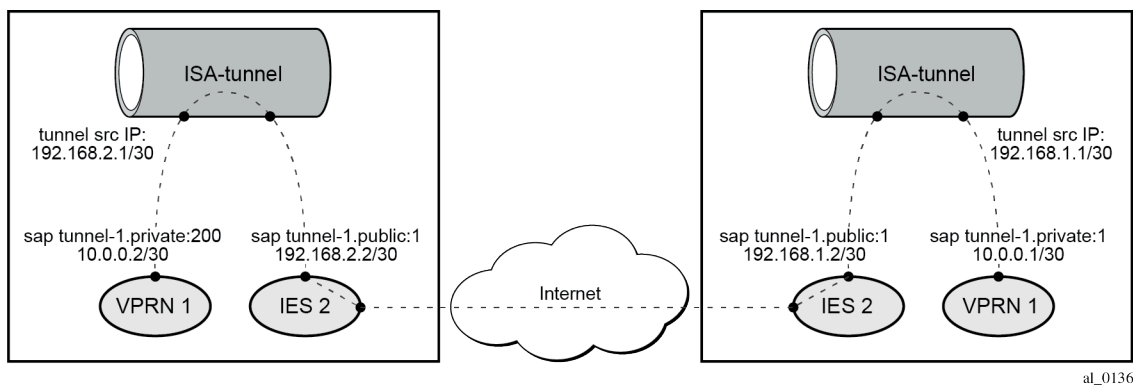 ISA-tunnel
tunnel src IP:
192.168.2.1/30
sap tunnel-1.private:200
10.0.0.2/30
sap tunnel-1.public:1
192.168.2.2/30
VPRN 1
IES 2
Internet
ISA-tunnel
tunnel src IP:
192.168.1.1/30
sap tunnel-1.public:1
192.168.1.2/30
sap tunnel-1.private:1
10.0.0.1/30
IES 2
VPRN 1
al_0136